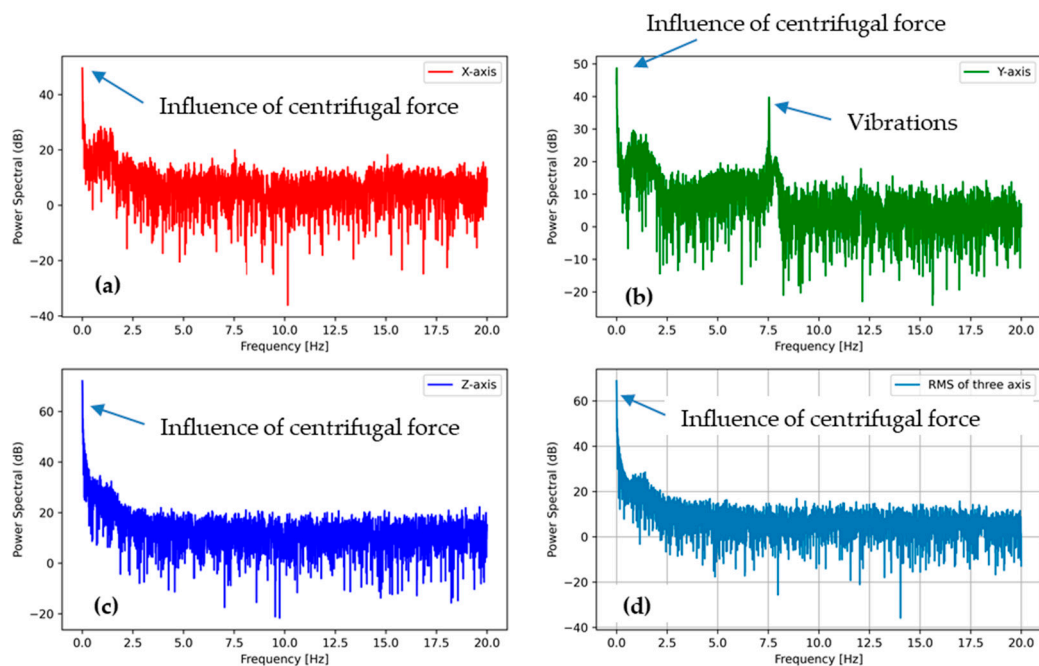 Influence of centrifugal force
X-axis
Influence of centrifugal force
40
20
0
−20
−40
Power Spectral (dB)
(a)
0.0 2.5 5.0 7.5 10.0 12.5 15.0 17.5 20.0
Frequency [Hz]
Y-axis
Vibrations
50
40
30
20
10
0
−10
−20
Power Spectral (dB)
(b)
0.0 2.5 5.0 7.5 10.0 12.5 15.0 17.5 20.0
Frequency [Hz]
Z-axis
Influence of centrifugal force
60
40
20
0
−20
Power Spectral (dB)
(c)
0.0 2.5 5.0 7.5 10.0 12.5 15.0 17.5 20.0
Frequency [Hz]
RMS of three axis
Influence of centrifugal force
60
40
20
0
−20
−40
Power Spectral (dB)
(d)
0.0 2.5 5.0 7.5 10.0 12.5 15.0 17.5 20.0
Frequency [Hz]